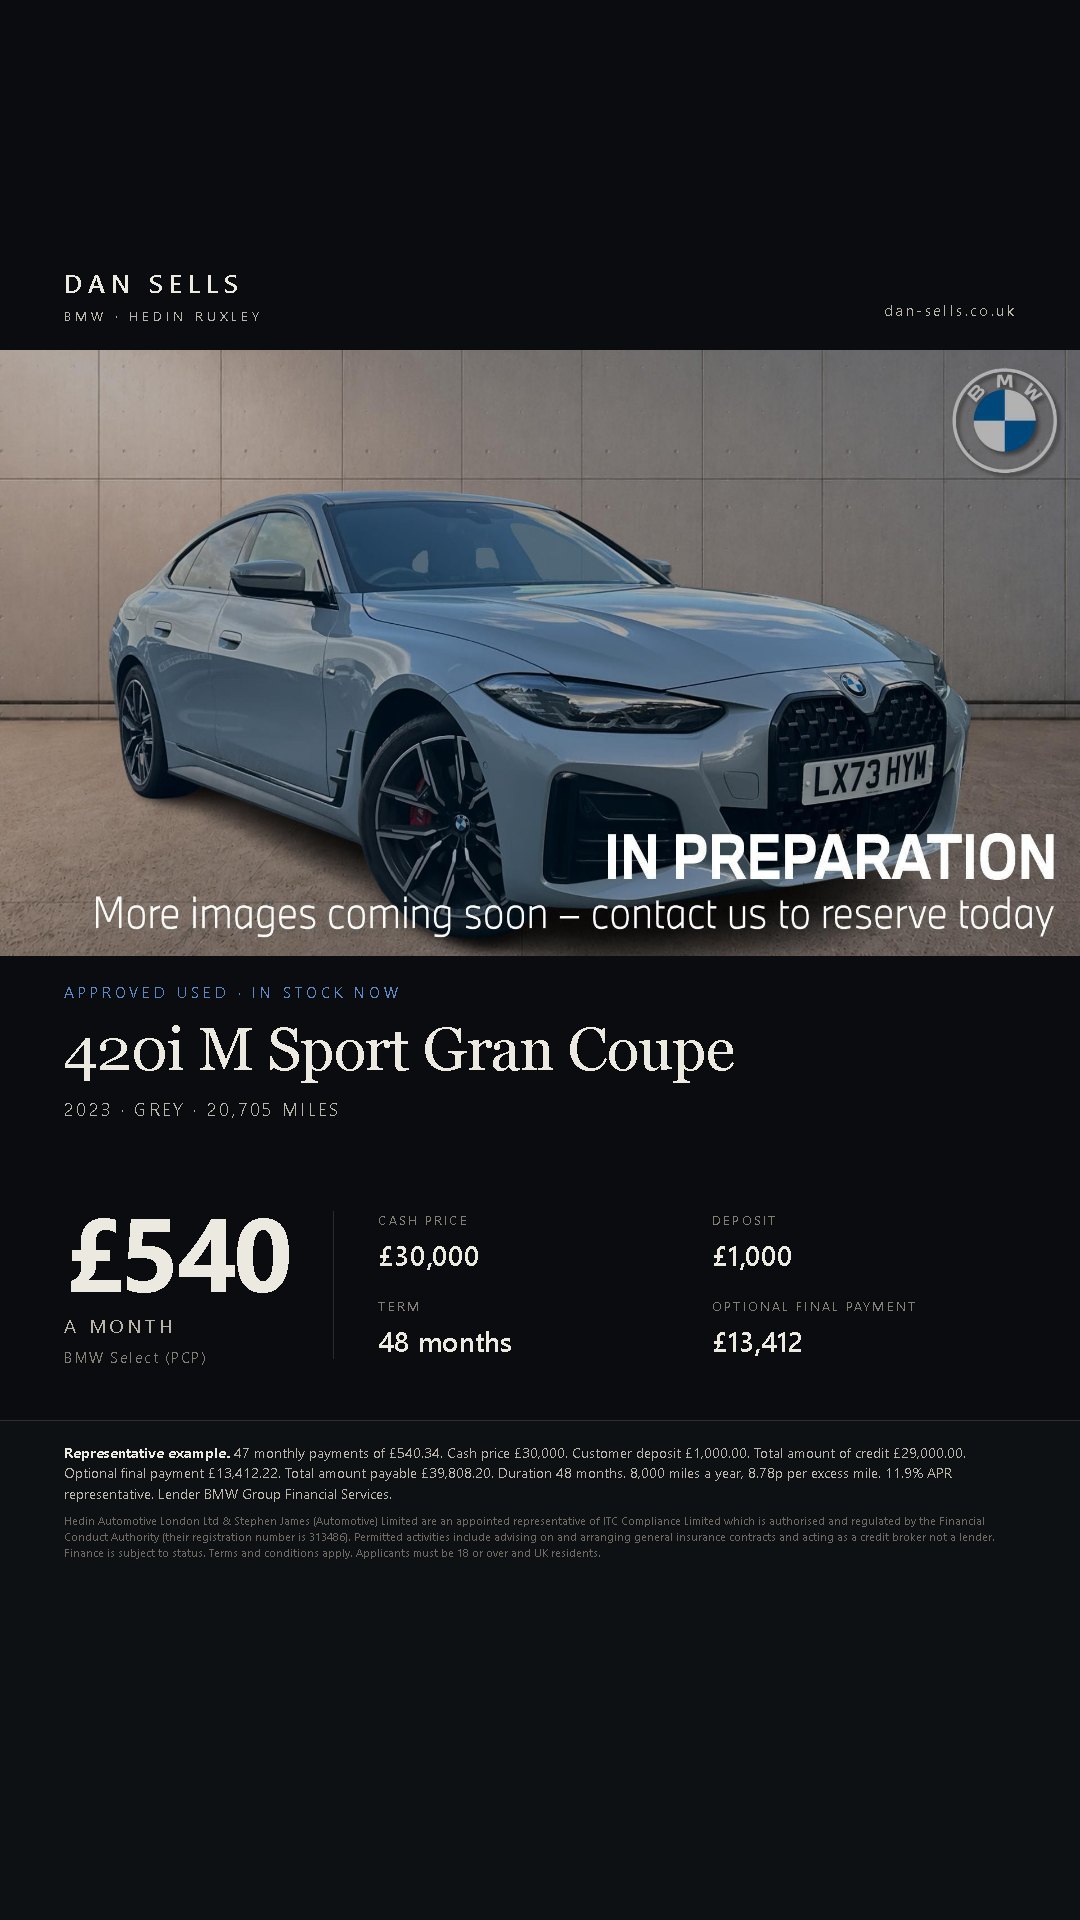 DAN SELLS
BMW · HEDIN RUXLEY
dan-sells.co.uk
BMW
LX73 HYM
IN PREPARATION
More images coming soon – contact us to reserve today
APPROVED USED · IN STOCK NOW
420i M Sport Gran Coupe
2023 · GREY · 20,705 MILES
£540
A MONTH
BMW Select (PCP)
CASH PRICE
£30,000
DEPOSIT
£1,000
TERM
48 months
OPTIONAL FINAL PAYMENT
£13,412
Representative example. 47 monthly payments of £540.34. Cash price £30,000. Customer deposit £1,000.00. Total amount of credit £29,000.00.
Optional final payment £13,412.22. Total amount payable £39,808.20. Duration 48 months. 8,000 miles a year, 8.78p per excess mile. 11.9% APR
representative. Lender BMW Group Financial Services.
Hedin Automotive London Ltd & Stephen James (Automotive) Limited are an appointed representative of ITC Compliance Limited which is authorised and regulated by the Financial
Conduct Authority (their registration number is 313486). Permitted activities include advising on and arranging general insurance contracts and acting as a credit broker not a lender.
Finance is subject to status. Terms and conditions apply. Applicants must be 18 or over and UK residents.